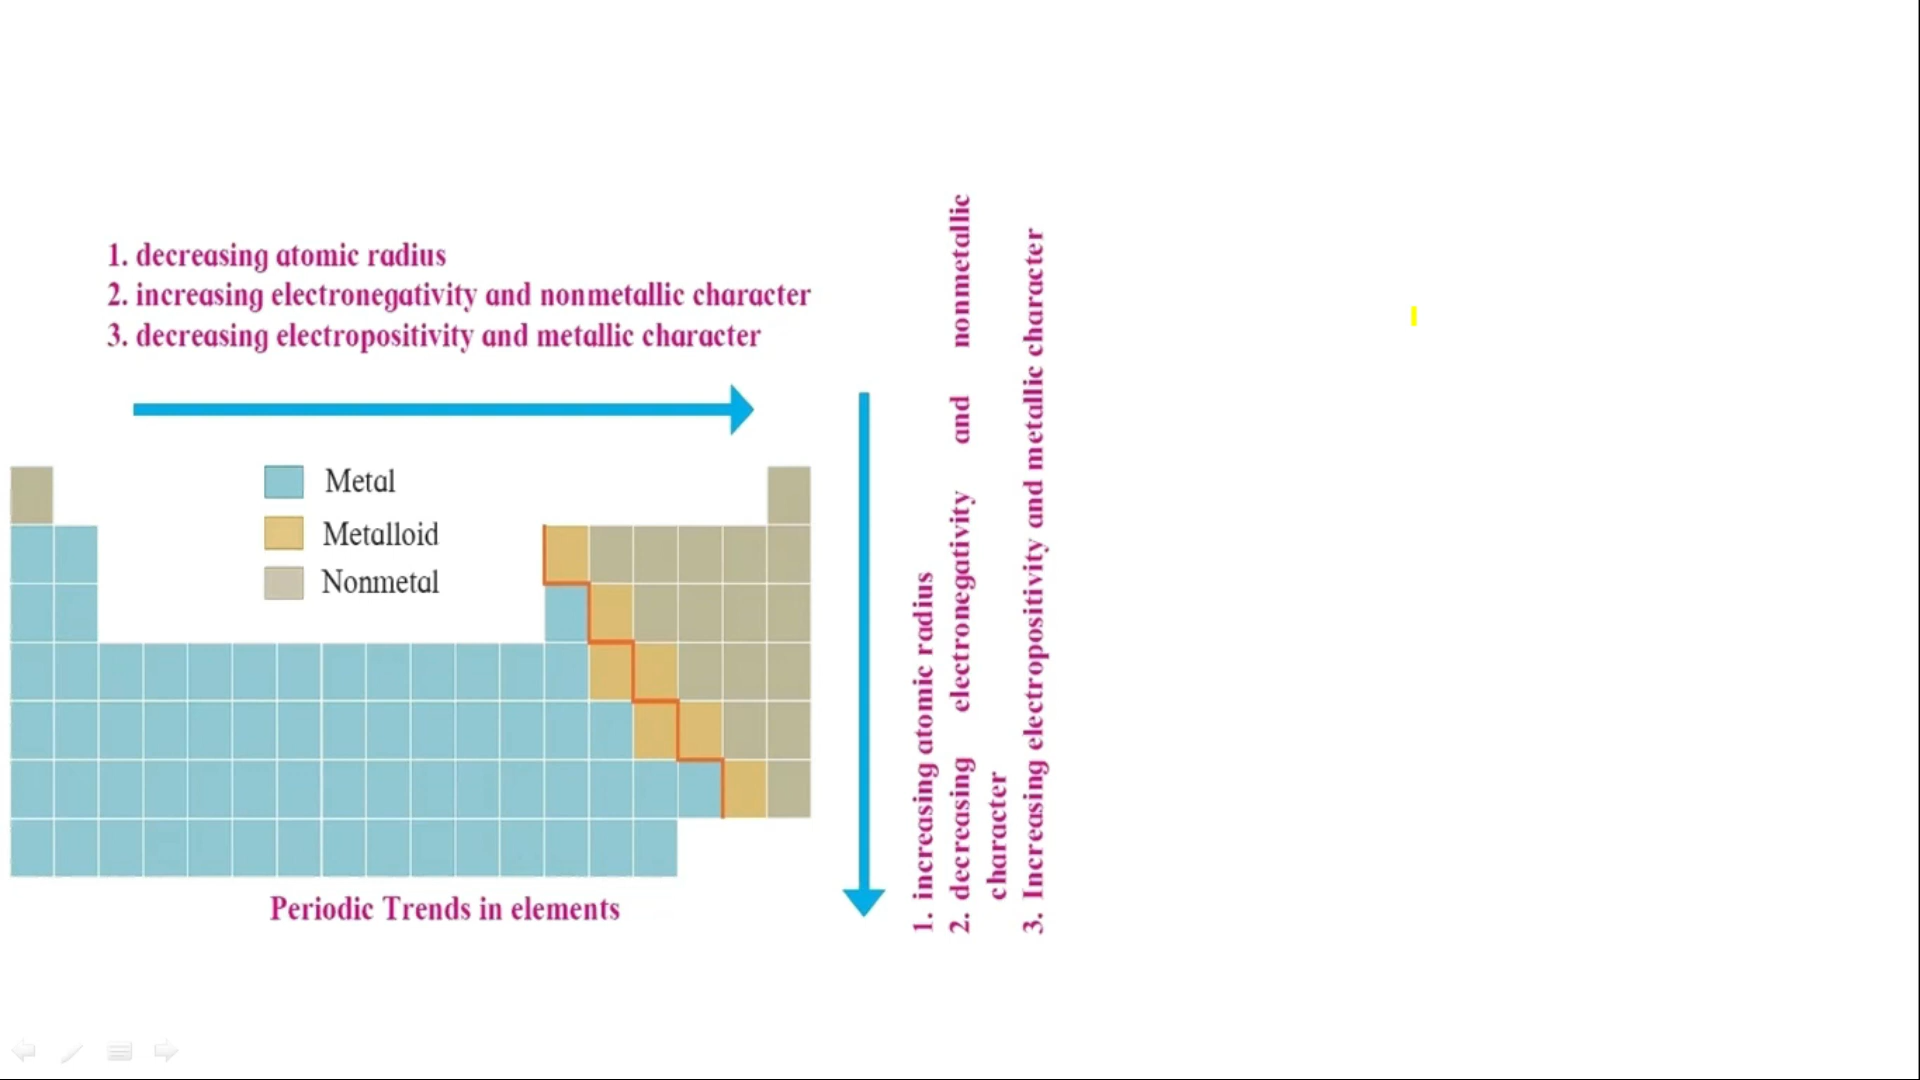 1. decreasing atomic radius
2. increasing electronegativity and nonmetallic character
3. decreasing electropositivity and metallic character
Metal
Metalloid
Nonmetal
Periodic Trends in elements
1. increasing atomic radius
2. decreasing electronegativity and nonmetallic
character
3. Increasing electropositivity and metallic character